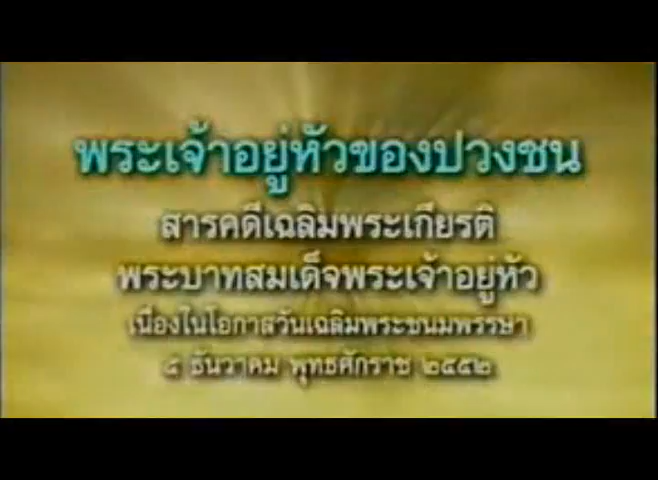 พระเจ้าอยู่หัวของปวงชน
สารคดีเฉลิมพระเกียรติ
พระบาทสมเด็จพระเจ้าอยู่หัว
เนื่องในโอกาสวันเฉลิมพระชนมพรรษา
๕ ธันวาคม พุทธศักราช ๒๕๕๒